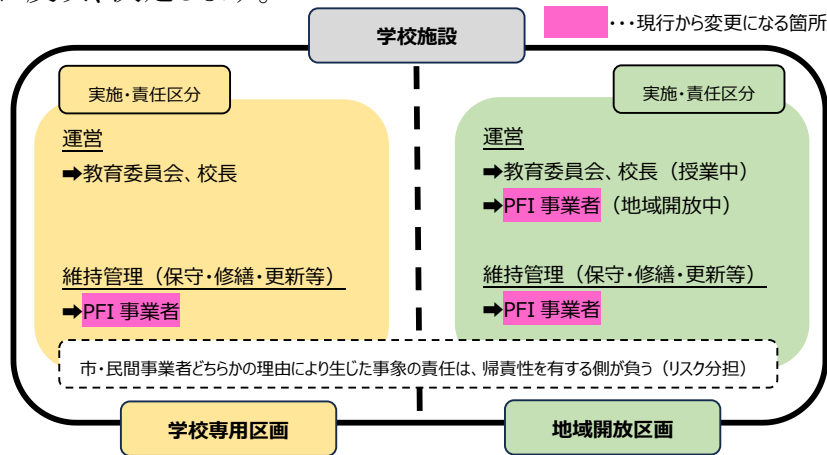 学校施設
・・・現行から変更になる箇所
実施・責任区分
運営
➡教育委員会、校長
維持管理（保守・修繕・更新等）
➡PFI 事業者
実施・責任区分
運営
➡教育委員会、校長（授業中）
➡PFI 事業者（地域開放中）
維持管理（保守・修繕・更新等）
➡PFI 事業者
市・民間事業者どちらかの理由により生じた事象の責任は、帰責性を有する側が負う（リスク分担）
学校専用区画
地域開放区画